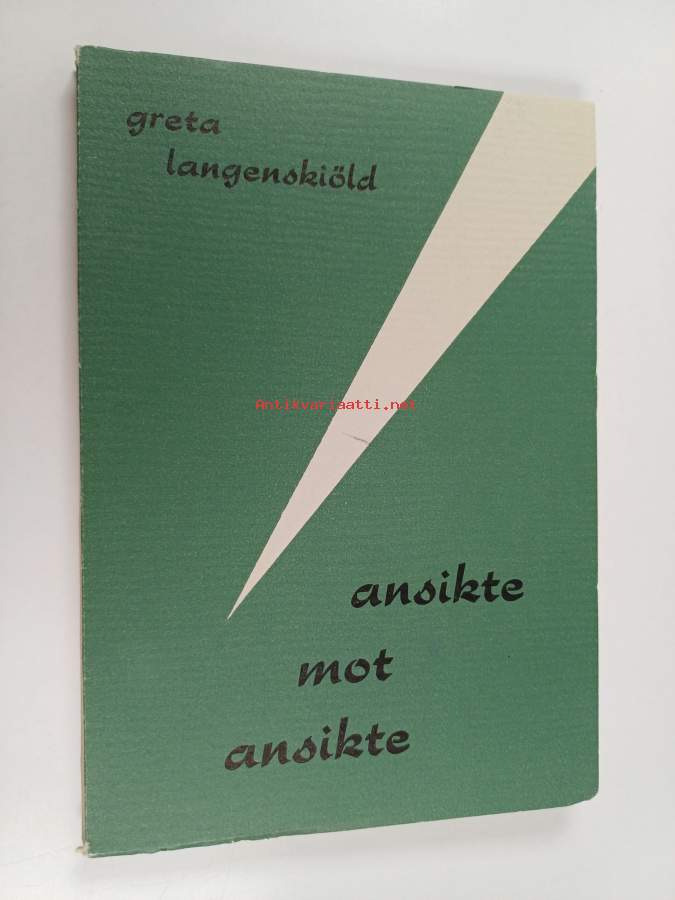 greta
langenskiöld
Antikvariaatti.net
ansikte
mot
ansikte